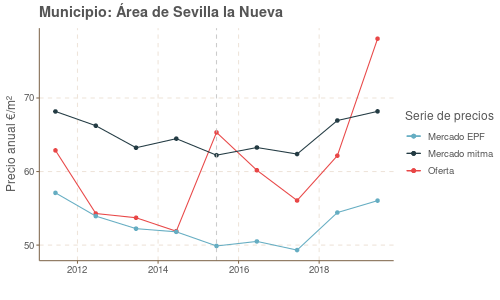 Municipio: Área de Sevilla la Nueva
Precio anual €/m²
70
60
50
2012
2014
2016
2018
Serie de precios
Mercado EPF
Mercado mitma
Oferta